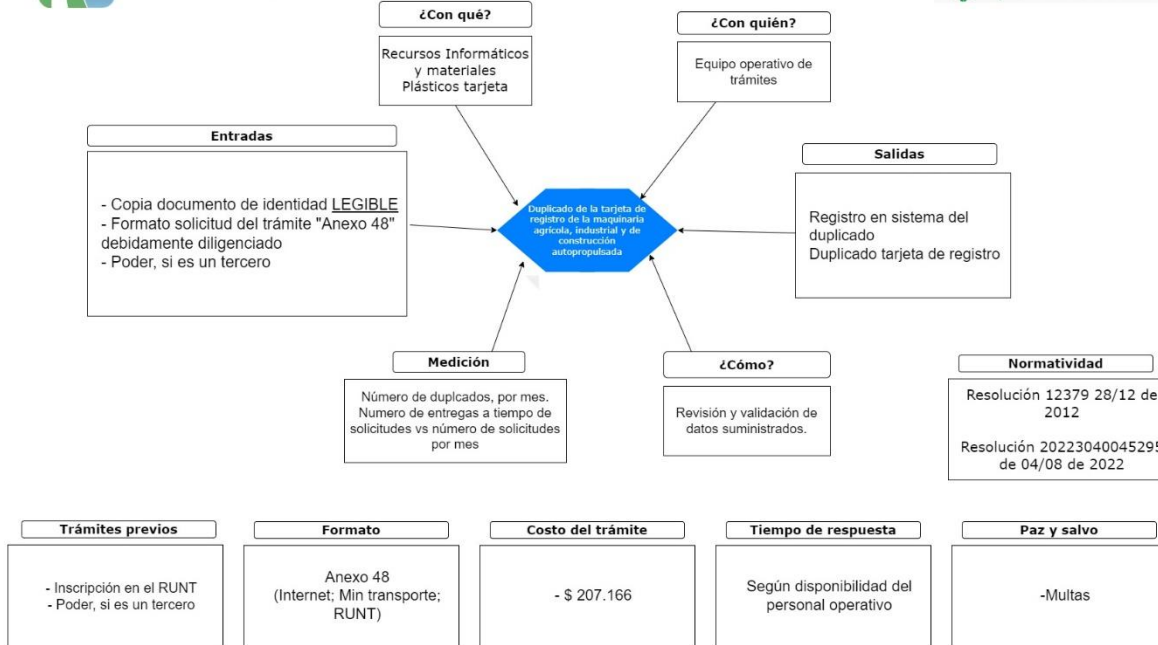 ¿Con qué?
Recursos Informáticos
y materiales
Plásticos tarjeta
¿Con quién?
Equipo operativo de
trámites
Entradas
- Copia documento de identidad LEGIBLE
- Formato solicitud del trámite "Anexo 48"
debidamente diligenciado
- Poder, si es un tercero
Duplicado de la tarjeta de
registro de la maquinaria
agrícola, industrial y de
construcción
autopropulsada
Salidas
Registro en sistema del
duplicado
Duplicado tarjeta de registro
Medición
Número de duplcados, por mes.
Numero de entregas a tiempo de
solicitudes vs número de solicitudes
por mes
¿Cómo?
Revisión y validación de
datos suministrados.
Normatividad
Resolución 12379 28/12 de
2012
Resolución 20223040045295
de 04/08 de 2022
Trámites previos
- Inscripción en el RUNT
- Poder, si es un tercero
Formato
Anexo 48
(Internet; Min transporte;
RUNT)
Costo del trámite
- $ 207.166
Tiempo de respuesta
Según disponibilidad del
personal operativo
Paz y salvo
-Multas